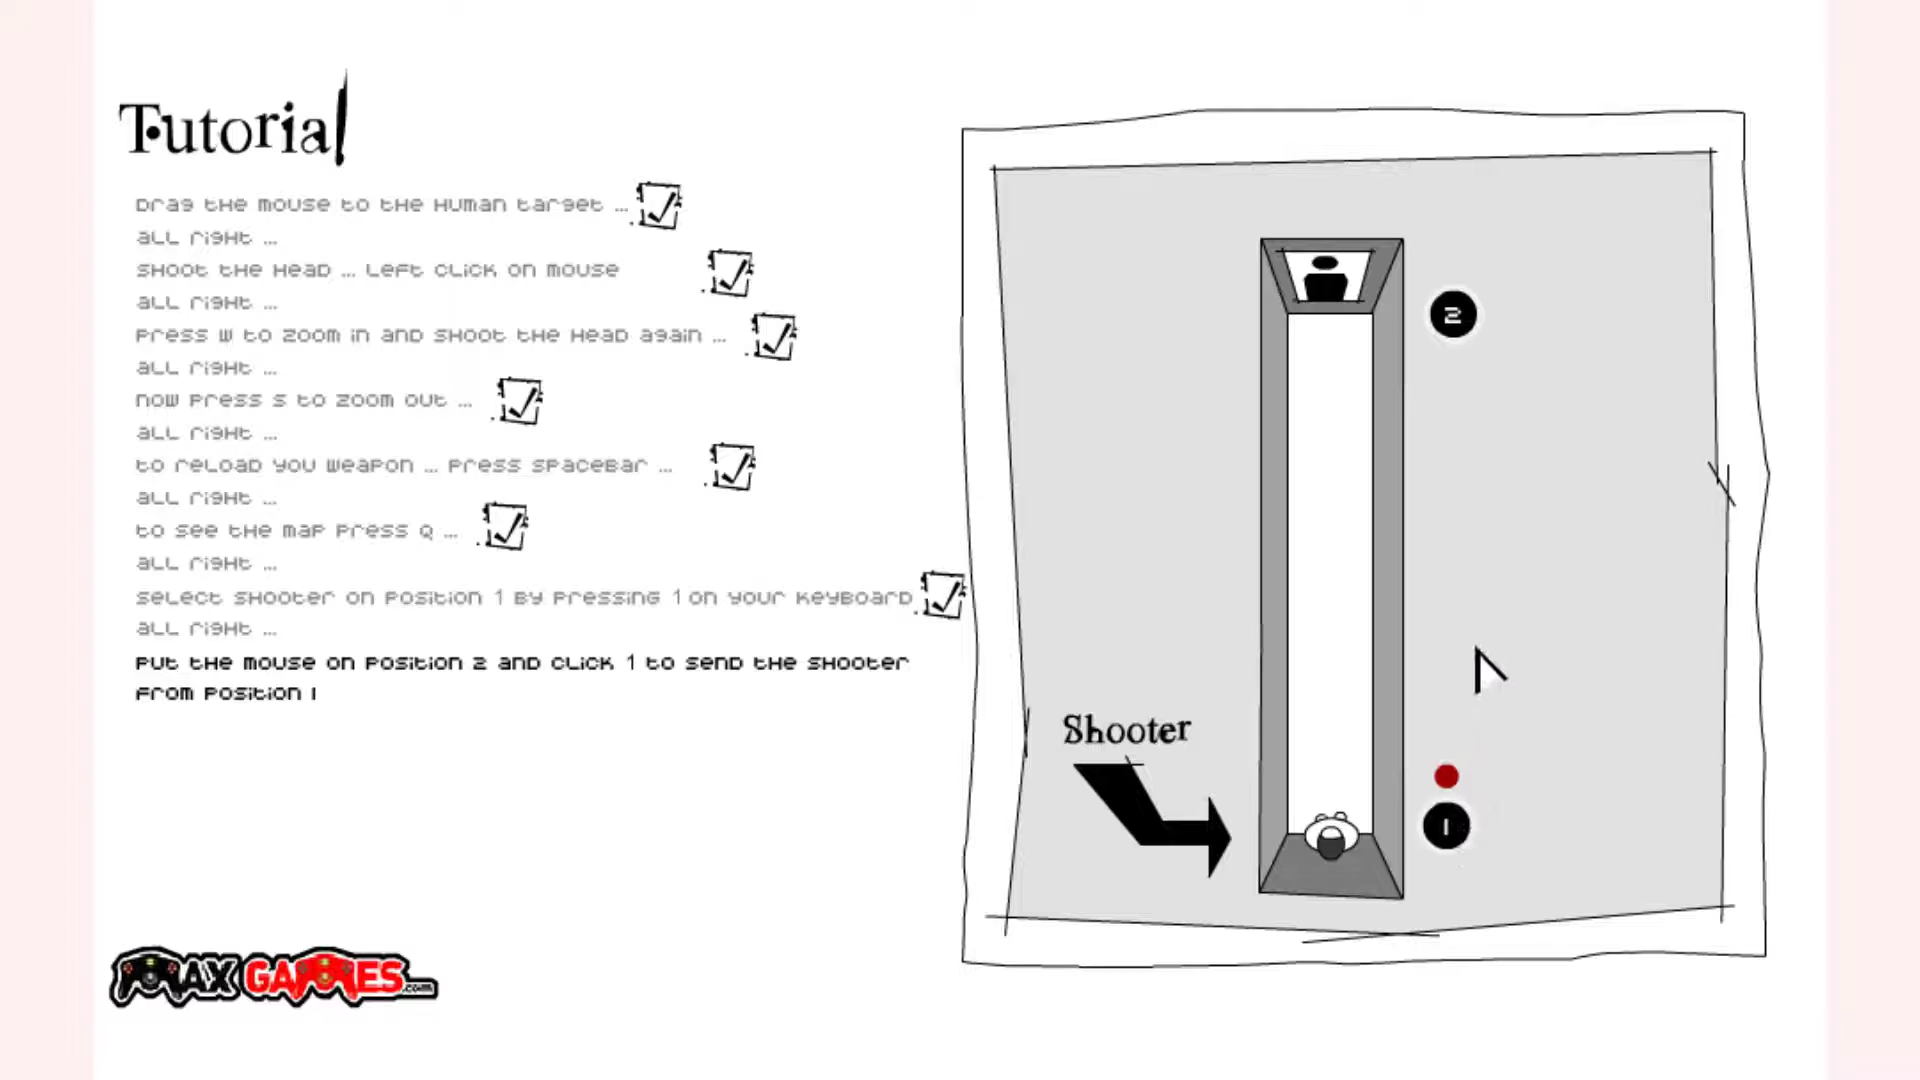 Tutorial
Drag the mouse to the human target ...
all right ...
shoot the head ... left click on mouse
all right ...
press w to zoom in and shoot the head again ...
all right ...
now press s to zoom out ...
all right ...
to reload you weapon ... press spacebar ...
all right ...
to see the map press q ...
all right ...
select shooter on position 1 by pressing 1 on your keyboard
all right ...
put the mouse on position 2 and click 1 to send the shooter
from position 1
2
Shooter
1
MAX GAMES.com